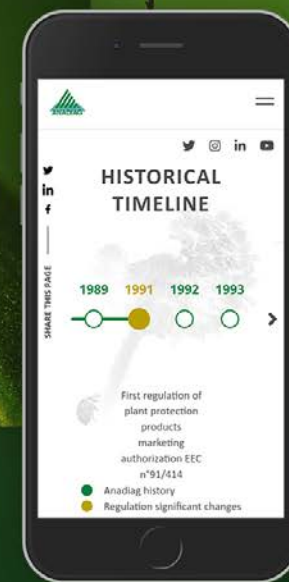 ANADIAG
HISTORICAL
TIMELINE
SHARE THIS PAGE
1989 1991 1992 1993
First regulation of
plant protection
products
marketing
authorization EEC
n°91/414
Anadiag history
Regulation significant changes